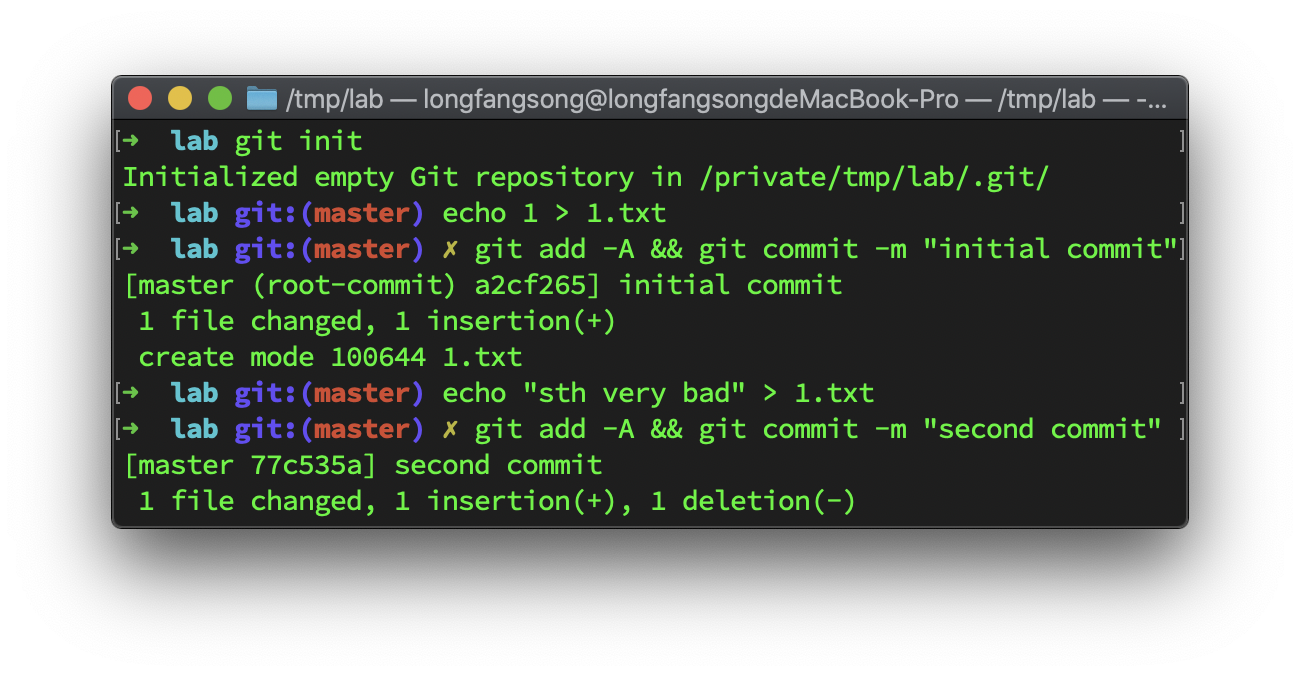 /tmp/lab — longfangsong@longfangsongdeMacBook-Pro — /tmp/lab — -...
[➜  lab git init ]
Initialized empty Git repository in /private/tmp/lab/.git/
[➜  lab git:(master) echo 1 > 1.txt ]
[➜  lab git:(master) ✗ git add -A && git commit -m "initial commit"]
[master (root-commit) a2cf265] initial commit
 1 file changed, 1 insertion(+)
 create mode 100644 1.txt
[➜  lab git:(master) echo "sth very bad" > 1.txt ]
[➜  lab git:(master) ✗ git add -A && git commit -m "second commit" ]
[master 77c535a] second commit
 1 file changed, 1 insertion(+), 1 deletion(-)